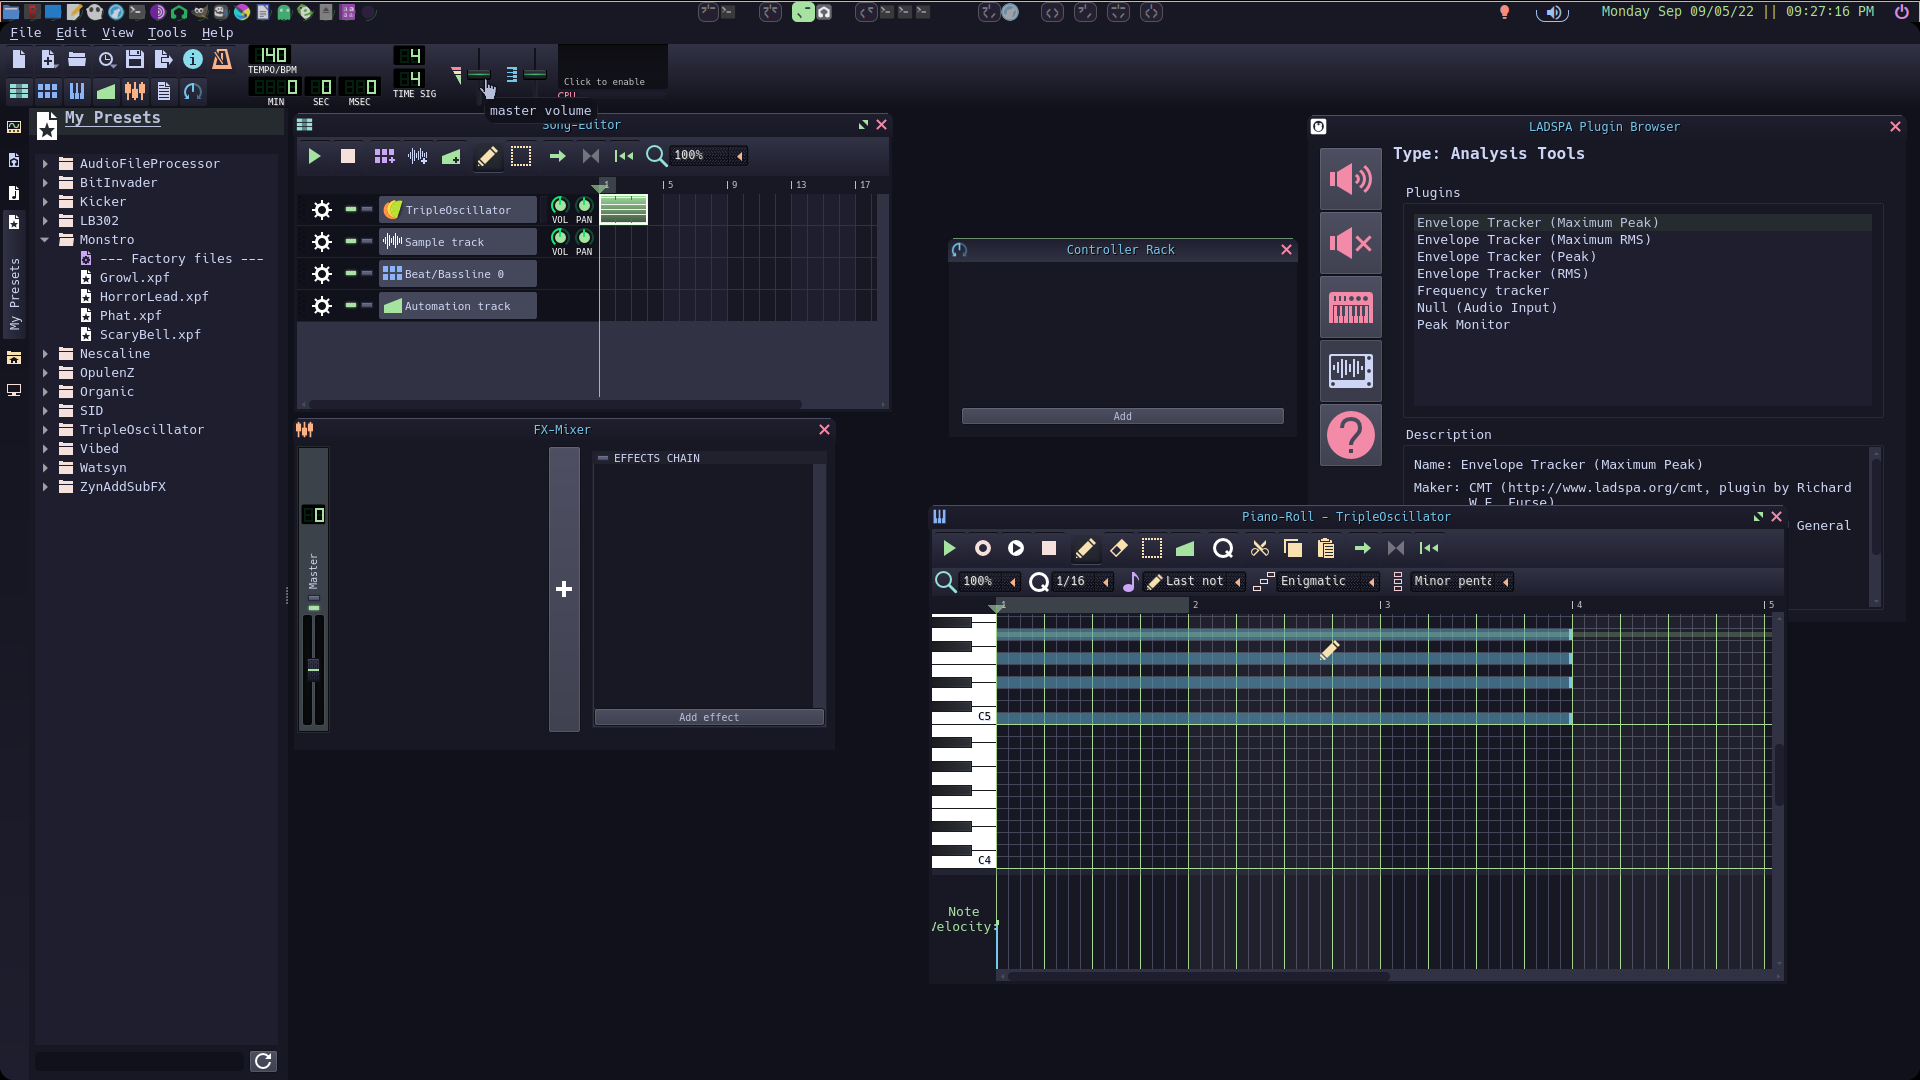 Monday Sep 09/05/22 || 09:27:16 PM
File Edit View Tools Help
140
TEMPO/BPM
0 0 0
MIN SEC MSEC
4
4
TIME SIG
Click to enable
CPU
master volume
My Presets
My Presets
AudioFileProcessor
BitInvader
Kicker
LB302
Monstro
--- Factory files ---
Growl.xpf
HorrorLead.xpf
Phat.xpf
ScaryBell.xpf
Nescaline
OpulenZ
Organic
SID
TripleOscillator
Vibed
Watsyn
ZynAddSubFX
Song-Editor
100%
1 5 9 13 17
TripleOscillator VOL PAN
Sample track VOL PAN
Beat/Bassline 0
Automation track
FX-Mixer
0
Master
EFFECTS CHAIN
Add effect
Controller Rack
Add
LADSPA Plugin Browser
Type: Analysis Tools
Plugins
Envelope Tracker (Maximum Peak)
Envelope Tracker (Maximum RMS)
Envelope Tracker (Peak)
Envelope Tracker (RMS)
Frequency tracker
Null (Audio Input)
Peak Monitor
Description
Name: Envelope Tracker (Maximum Peak)
Maker: CMT (http://www.ladspa.org/cmt, plugin by Richard
W.E. Furse)
General
Piano-Roll - TripleOscillator
100% 1/16 Last not Enigmatic Minor penta
1 2 3 4 5
C5
C4
Note
Velocity: